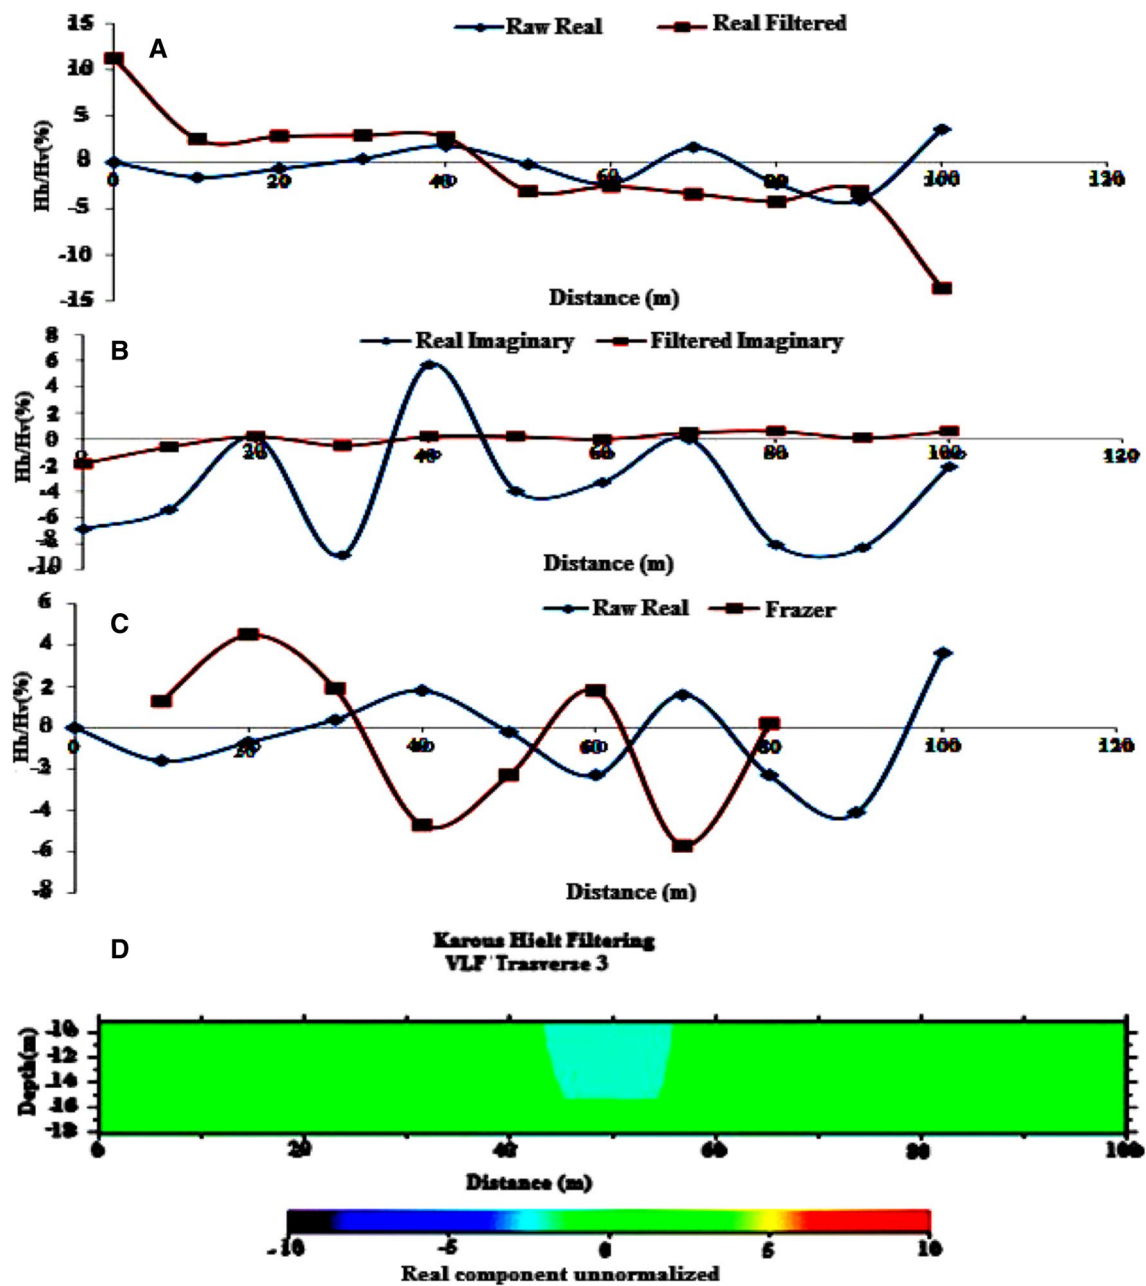 15
Raw Real Real Filtered
A
10
5
Hh/Hv(%)
0
0 20 40 60 80 100 120
-5
-10
Distance (m)
-15
8
Real Imaginary Filtered Imaginary
B
6
4
2
Hh/Hv(%)
0
0 20 40 60 80 100 120
-2
-4
-6
-8
-10
Distance (m)
6
Raw Real Frazer
C
4
2
Hh/Hv(%)
0
0 20 40 60 80 100 120
-2
-4
-6
-8
Distance (m)
D
Karous Hielt Filtering
VLF Trasverse 3
Depth(m)
-10
-12
-14
-16
-18
0 20 40 60 80 100
Distance (m)
-10 -5 0 5 10
Real component unnormalized